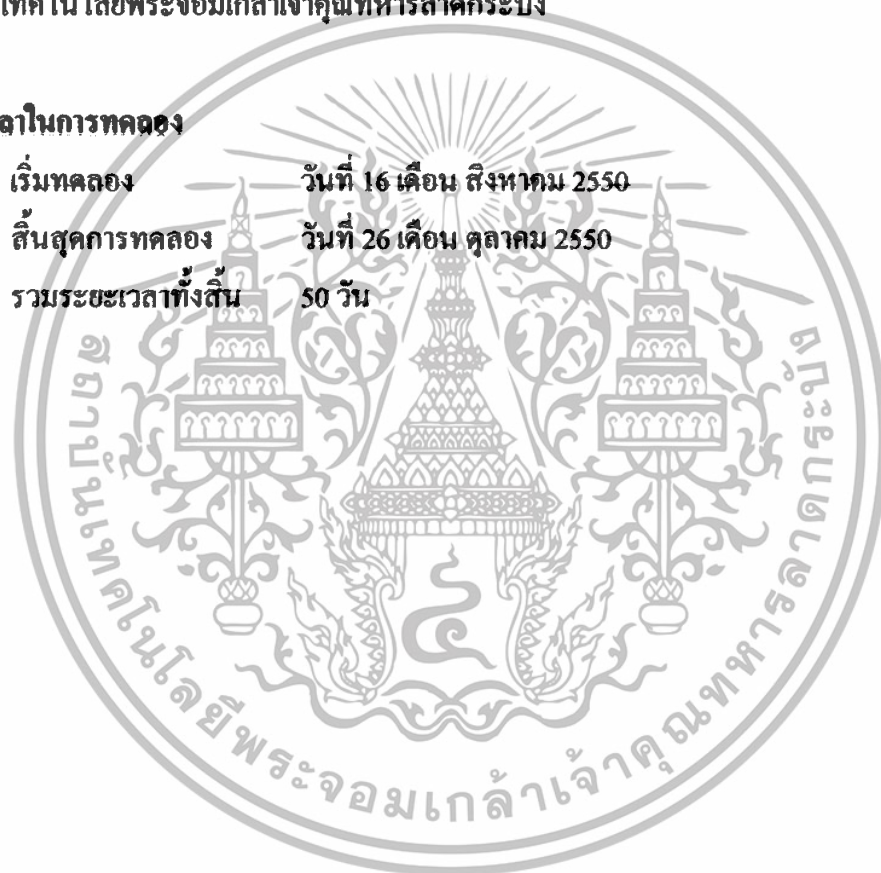 เทคโนโลยีพระจอมเกล้าเจ้าคุณทหารลาดกระบัง
ลาในการทดลอง
เริ่มทดลอง วันที่ 16 เดือน สิงหาคม 2550
สิ้นสุดการทดลอง วันที่ 26 เดือน ตุลาคม 2550
รวมระยะเวลาทั้งสิ้น 50 วัน
สถาบันเทคโนโลยีพระจอมเกล้าเจ้าคุณทหารลาดกระบัง
๔